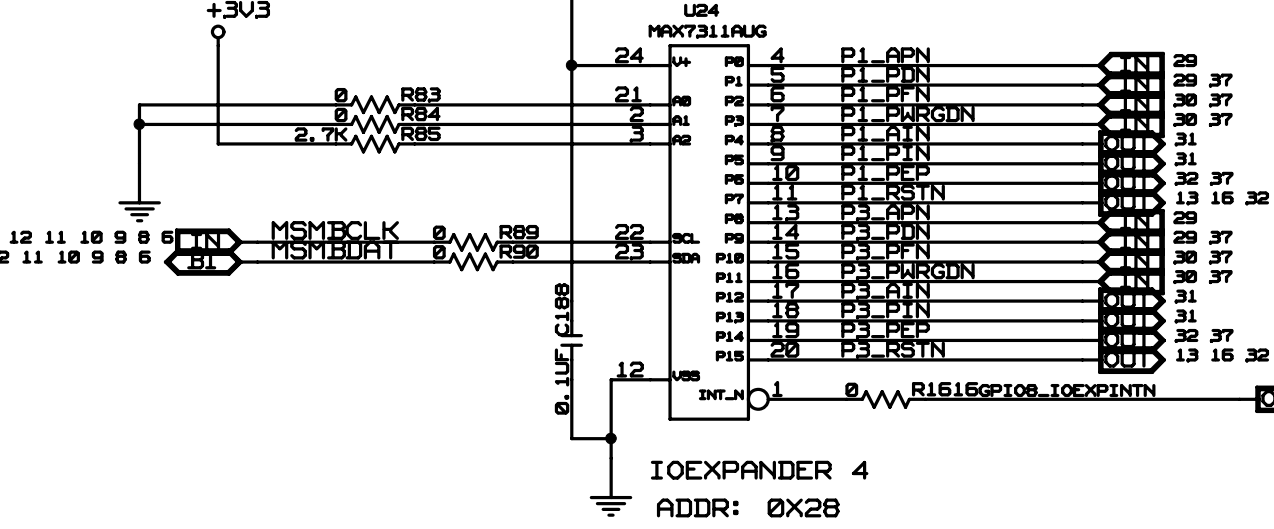 +3V3
U24
MAX7311AUG
24 V+ P0 4 P1_APN IN 29
P1 5 P1_PDN IN 29 37
0 R83 21 A0 P2 6 P1_PFN IN 30 37
0 R84 2 A1 P3 7 P1_PWRGDN IN 30 37
2.7K R85 3 A2 P4 8 P1_AIN OUT 31
P5 9 P1_PIN OUT 31
P6 10 P1_PEP OUT 32 37
P7 11 P1_RSTN OUT 13 16 32
P8 13 P3_APN IN 29
12 11 10 9 8 6 IN MSMBCLK 0 R89 22 SCL P9 14 P3_PDN IN 29 37
2 11 10 9 8 6 BI MSMBDAT 0 R90 23 SDA P10 15 P3_PFN IN 30 37
P11 16 P3_PWRGDN IN 30 37
P12 17 P3_AIN OUT 31
0.1UF C188 P13 18 P3_PIN OUT 31
P14 19 P3_PEP OUT 32 37
P15 20 P3_RSTN OUT 13 16 32
12 VSS
INT_N 1 0 R1616 GPIO8_IOEXPINTN
IOEXPANDER 4
ADDR: 0X28